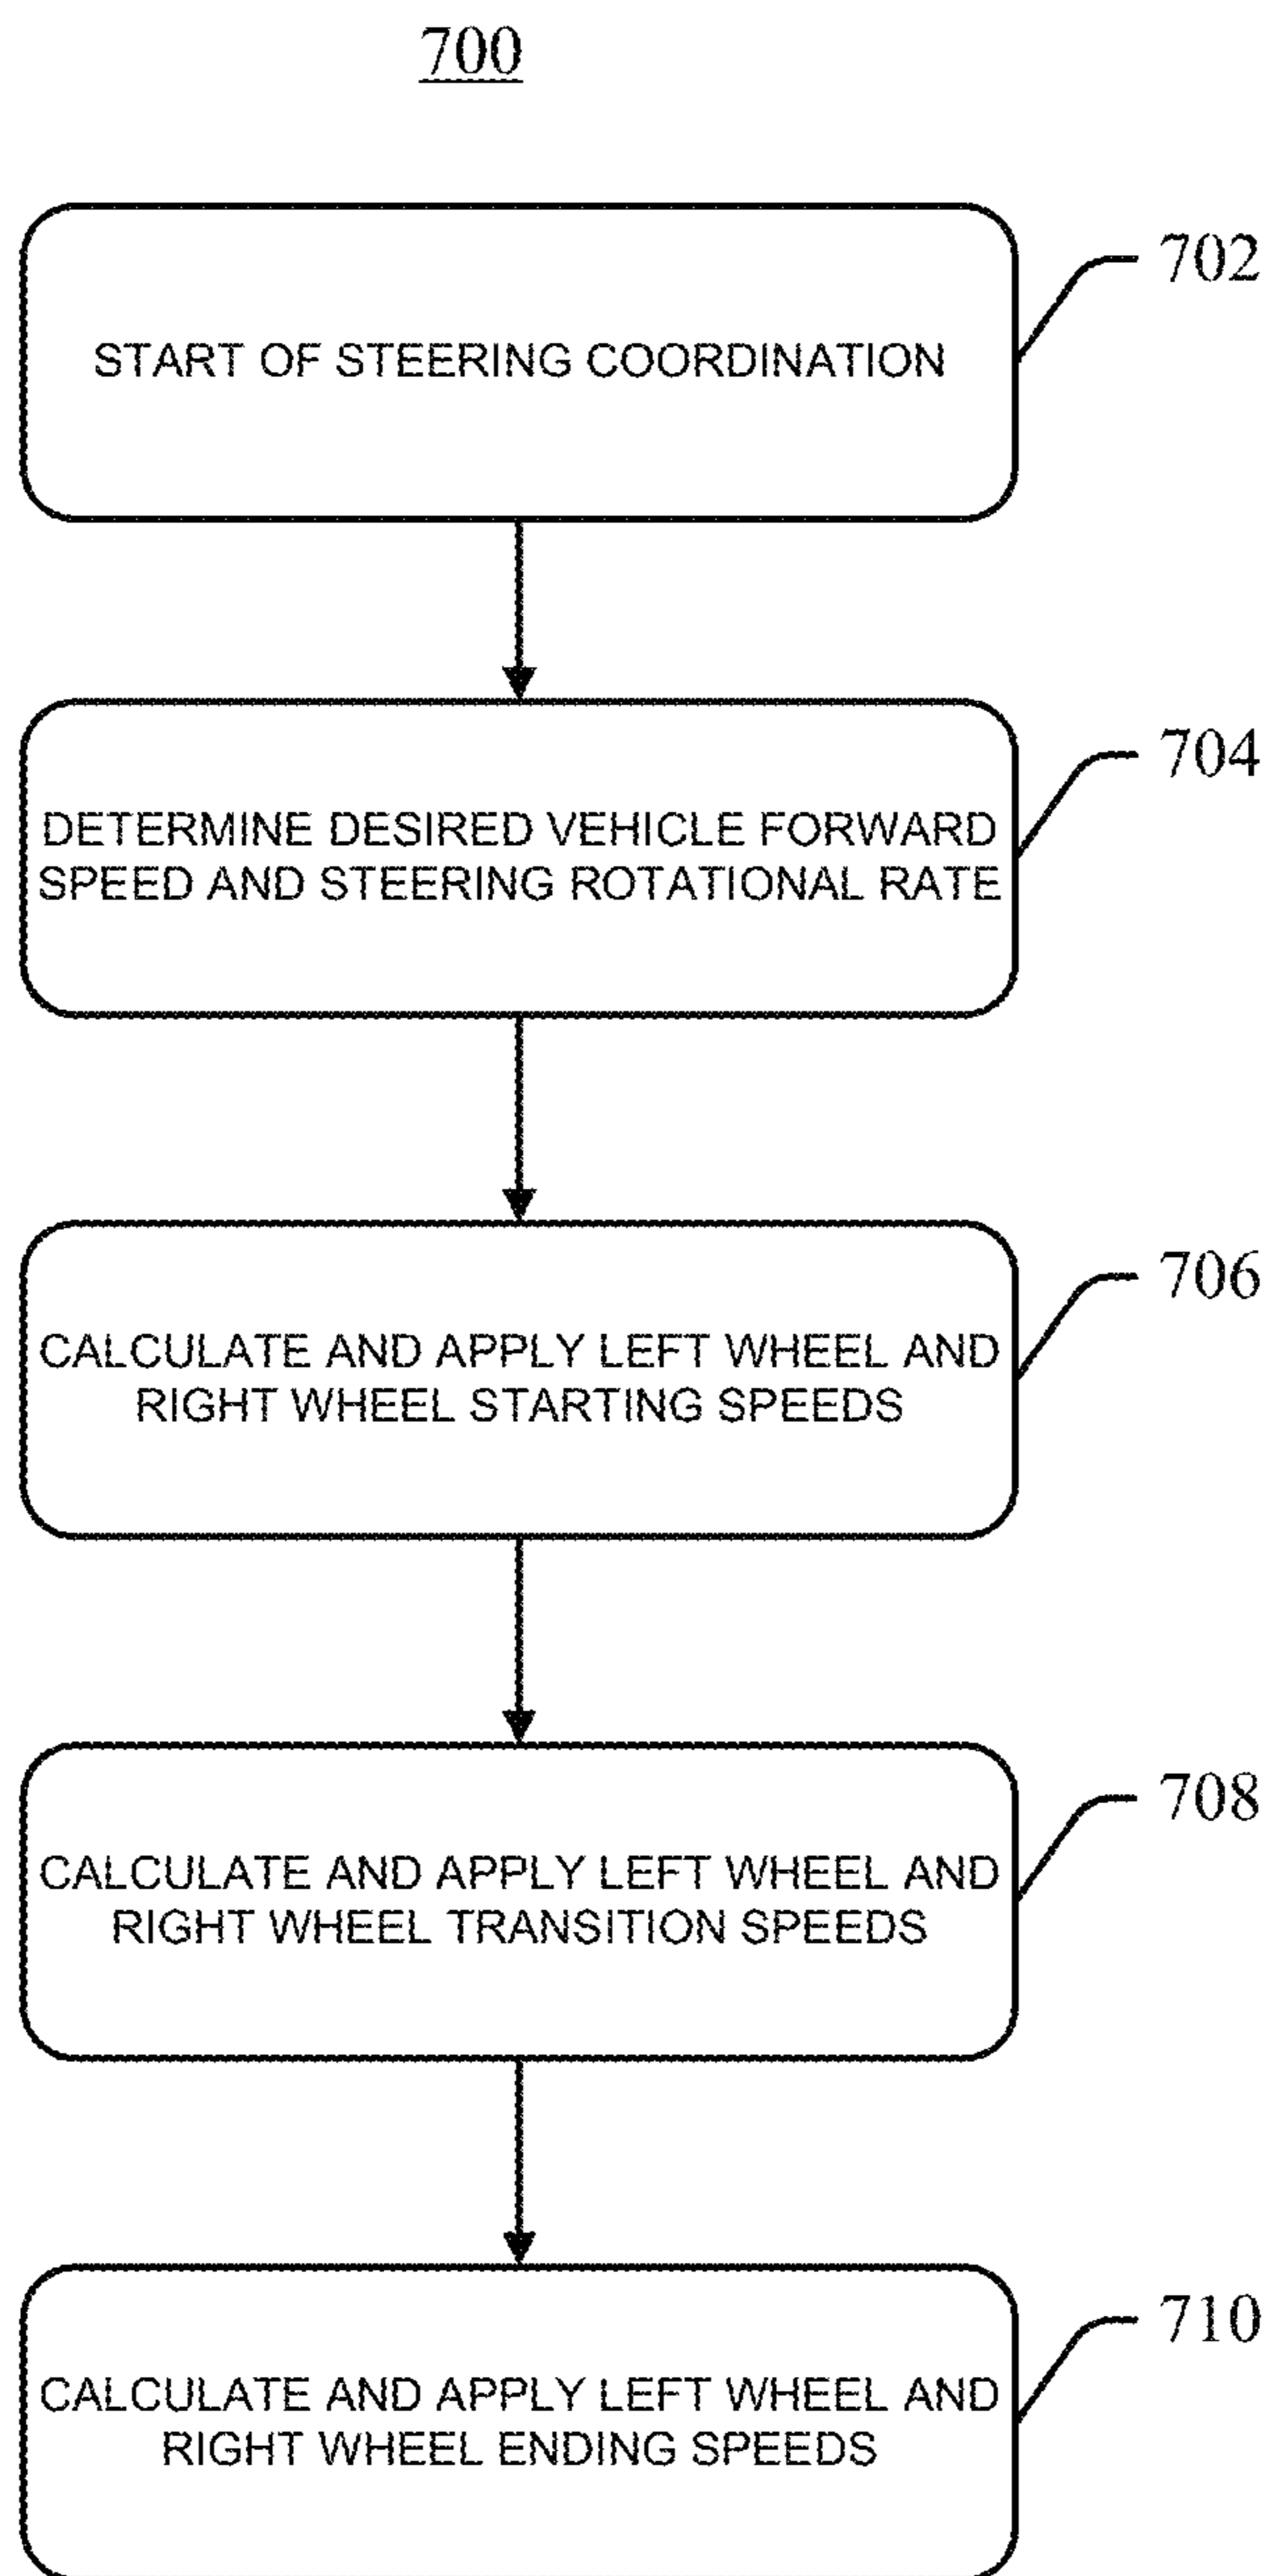 700
START OF STEERING COORDINATION
702
DETERMINE DESIRED VEHICLE FORWARD
SPEED AND STEERING ROTATIONAL RATE
704
CALCULATE AND APPLY LEFT WHEEL AND
RIGHT WHEEL STARTING SPEEDS
706
CALCULATE AND APPLY LEFT WHEEL AND
RIGHT WHEEL TRANSITION SPEEDS
708
CALCULATE AND APPLY LEFT WHEEL AND
RIGHT WHEEL ENDING SPEEDS
710